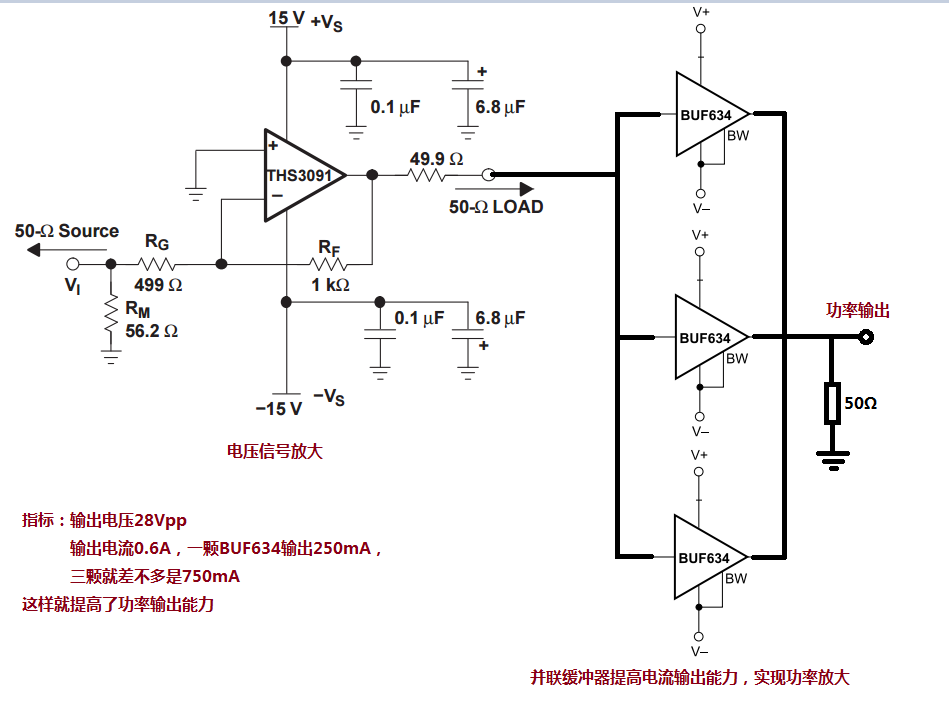 15 V +VS
0.1 µF
6.8 µF
+
+
THS3091
−
49.9 Ω
50-Ω LOAD
50-Ω Source
VI
RG
499 Ω
RM
56.2 Ω
RF
1 kΩ
0.1 µF
6.8 µF
+
−15 V
−VS
电压信号放大
V+
BUF634
BW
V−
V+
BUF634
BW
V−
V+
BUF634
BW
V−
功率输出
50Ω
指标：输出电压28Vpp
输出电流0.6A，一颗BUF634输出250mA，
三颗就差不多是750mA
这样就提高了功率输出能力
并联缓冲器提高电流输出能力，实现功率放大